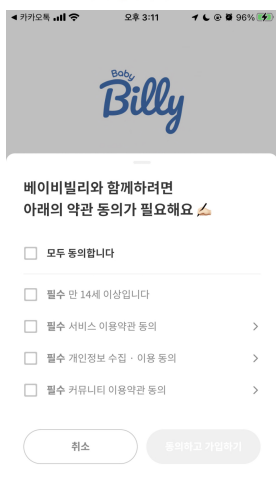 ◀ 카카오톡 오후 3:11 96%
Baby
Billy
베이비빌리와 함께하려면
아래의 약관 동의가 필요해요 ✍🏻
모두 동의합니다
필수 만 14세 이상입니다
필수 서비스 이용약관 동의
필수 개인정보 수집 · 이용 동의
필수 커뮤니티 이용약관 동의
취소 동의하고 가입하기